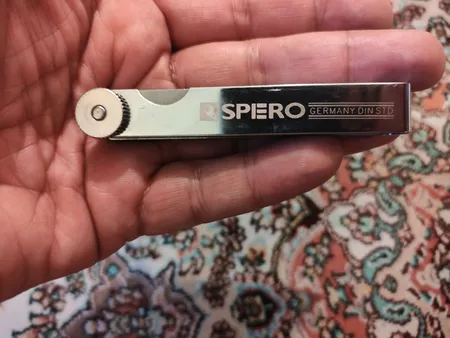 SPERO GERMANY DIN STD